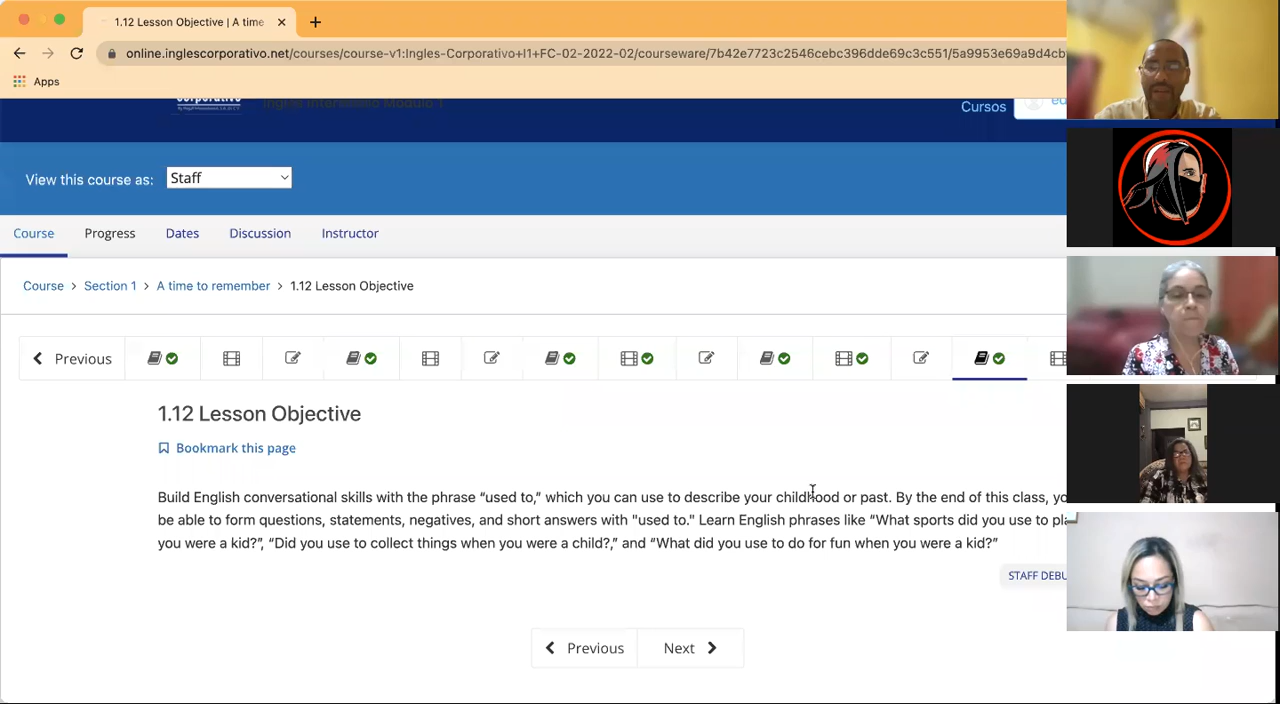 1.12 Lesson Objective | A time
online.inglescorporativo.net/courses/course-v1:Ingles-Corporativo+I1+FC-02-2022-02/courseware/7b42e7723c2546cebc396dde69c3c551/5a9953e69a9d4cb
Apps
corporativo
Ingles Intermedio Modulo 1
Cursos
View this course as:
Staff
Course Progress Dates Discussion Instructor
Course > Section 1 > A time to remember > 1.12 Lesson Objective
Previous
1.12 Lesson Objective
Bookmark this page
Build English conversational skills with the phrase “used to,” which you can use to describe your childhood or past. By the end of this class,
be able to form questions, statements, negatives, and short answers with "used to." Learn English phrases like “What sports did you use to
you were a kid?”, “Did you use to collect things when you were a child?,” and “What did you use to do for fun when you were a kid?”
STAFF DEBU
Previous Next